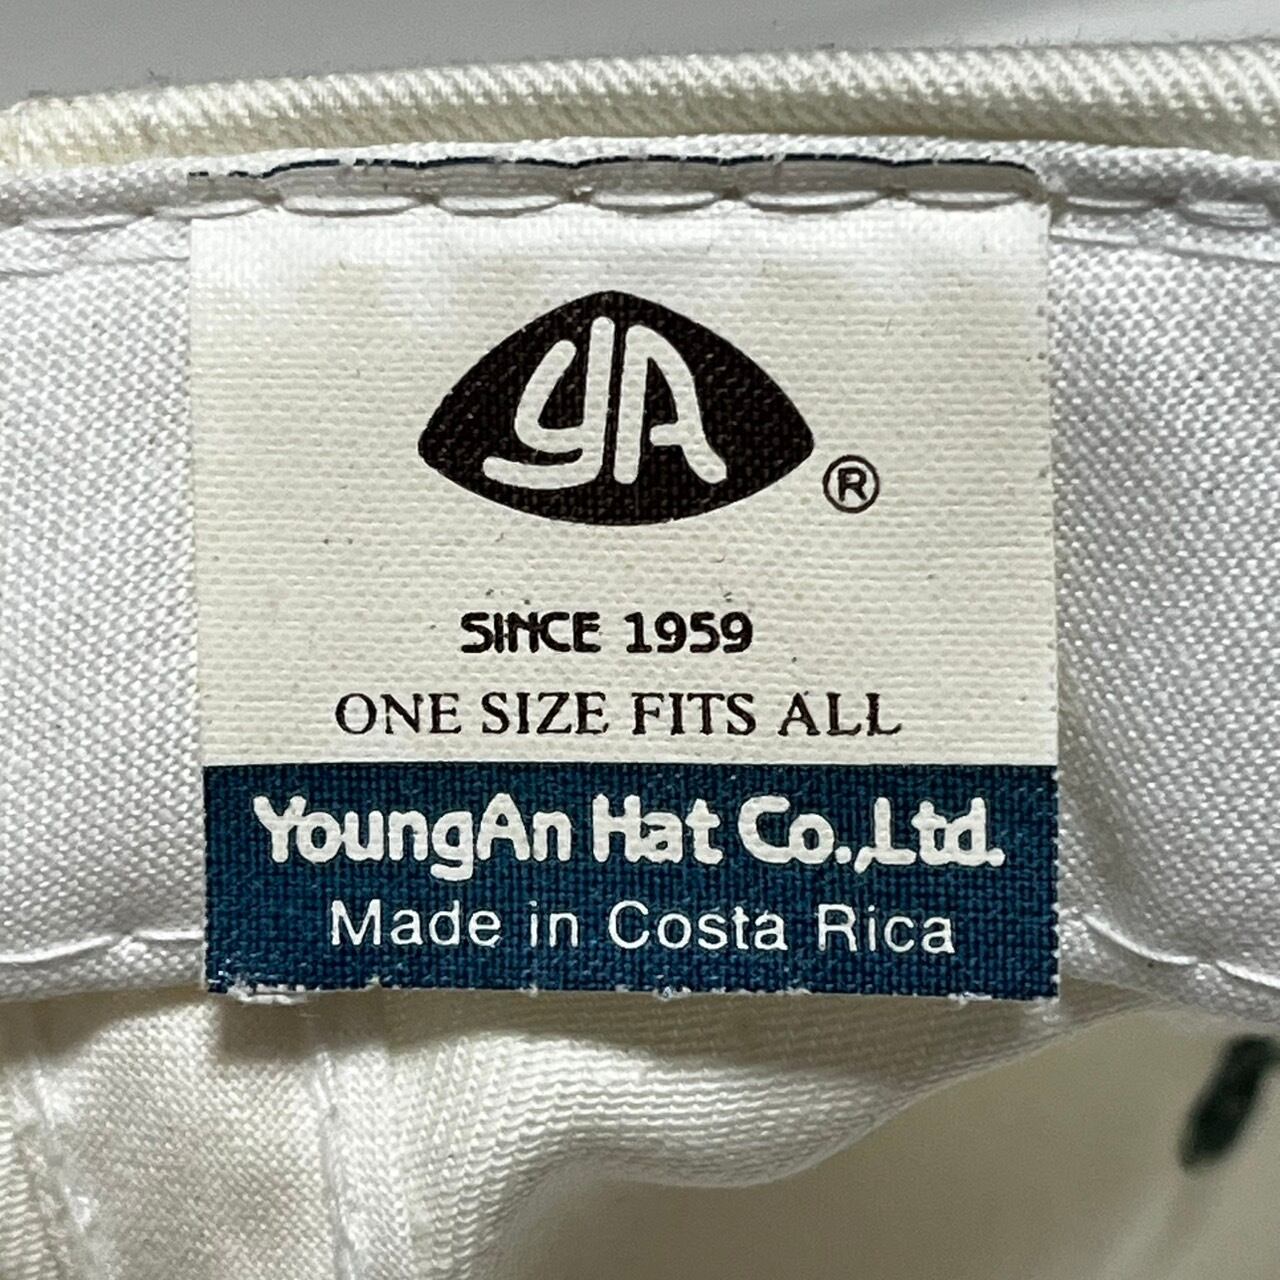 YA ®
SINCE 1959
ONE SIZE FITS ALL
YoungAn Hat Co.,Ltd.
Made in Costa Rica